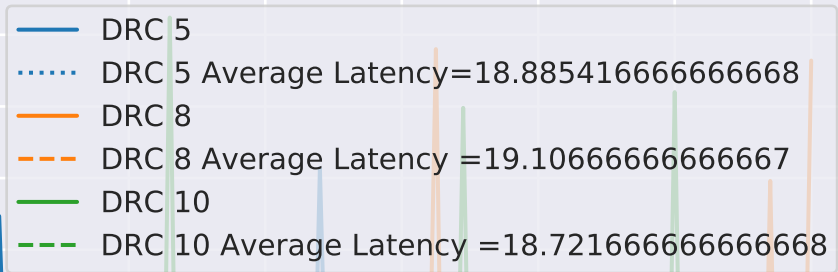 DRC 5
DRC 5 Average Latency=18.885416666666668
DRC 8
DRC 8 Average Latency =19.10666666666667
DRC 10
DRC 10 Average Latency =18.721666666666668